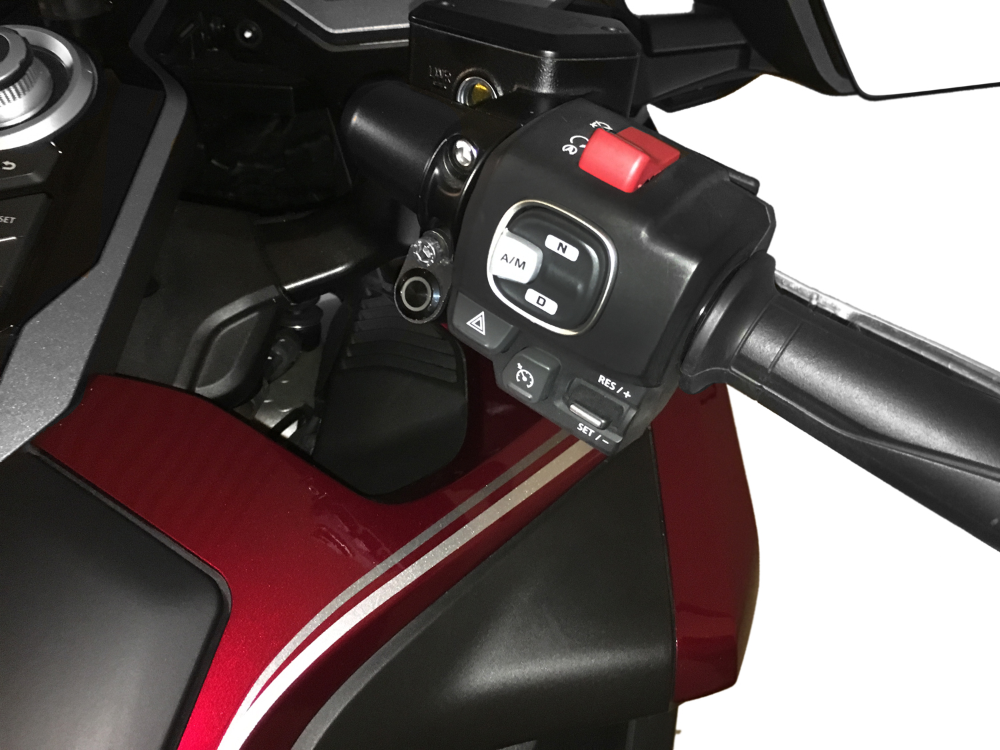 SET
N
A/M
D
RES / +
SET / –